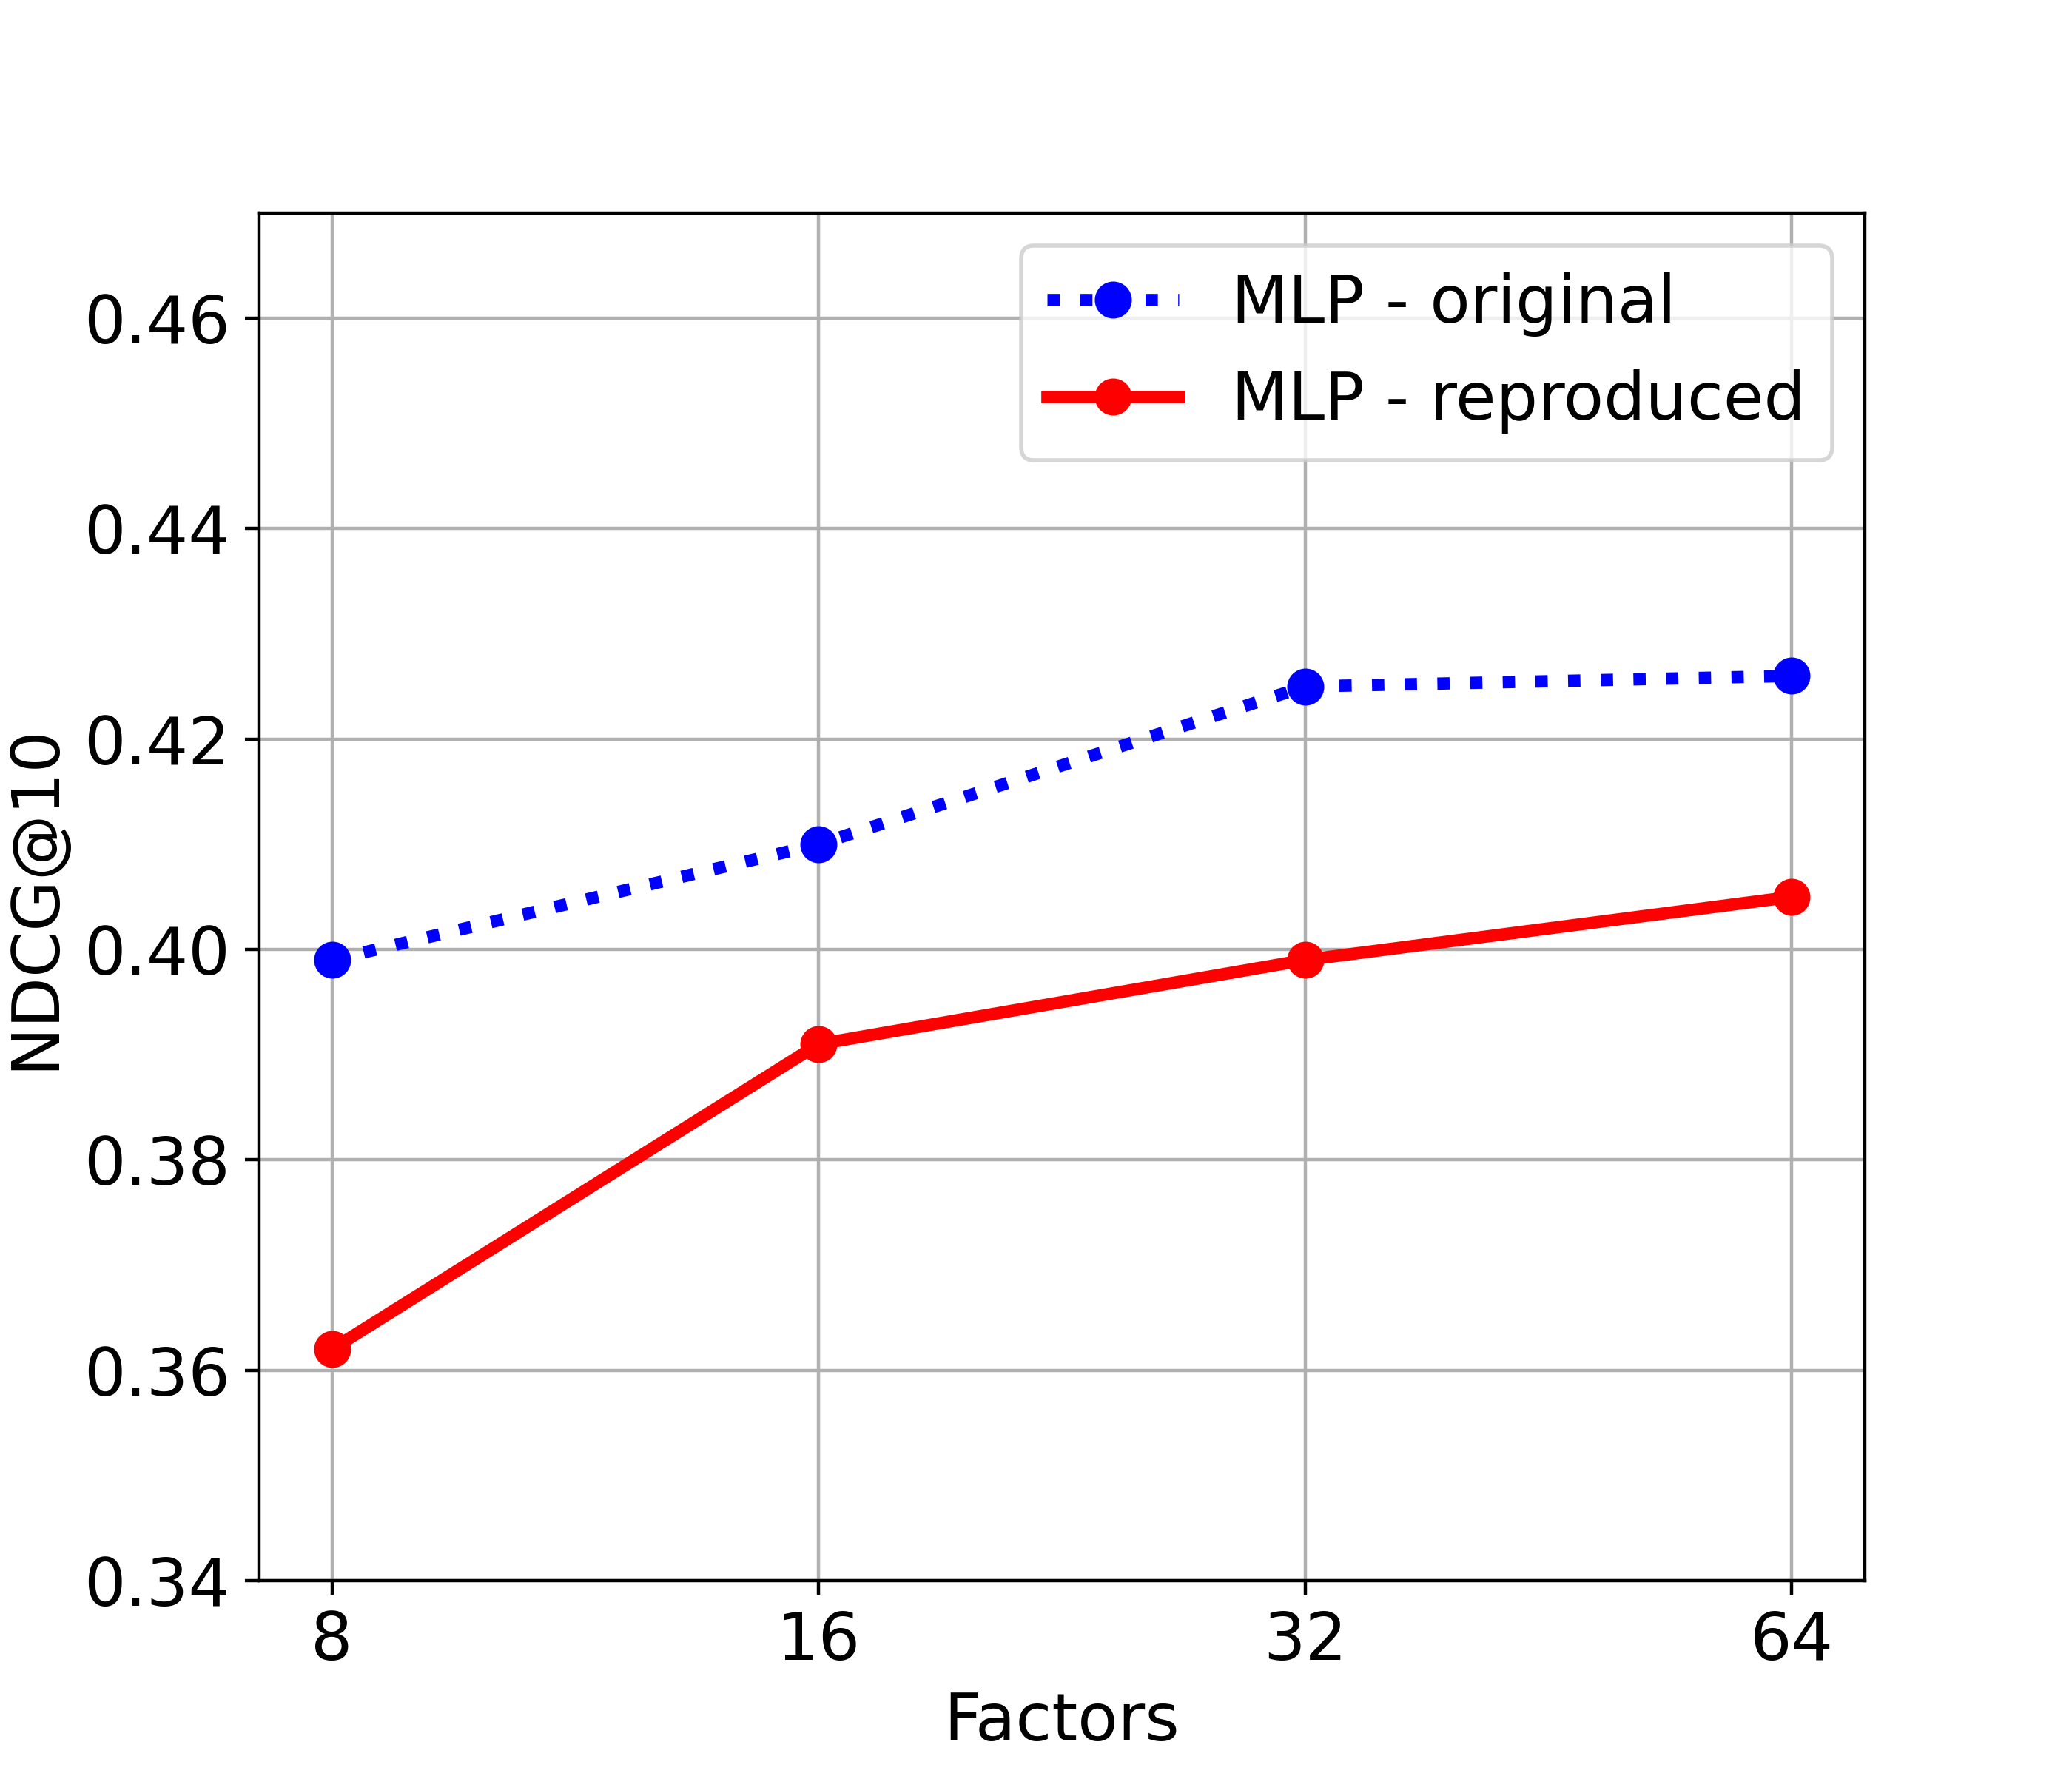 MLP - original
MLP - reproduced
0.46
0.44
0.42
0.40
0.38
0.36
0.34
NDCG@10
8 16 32 64
Factors